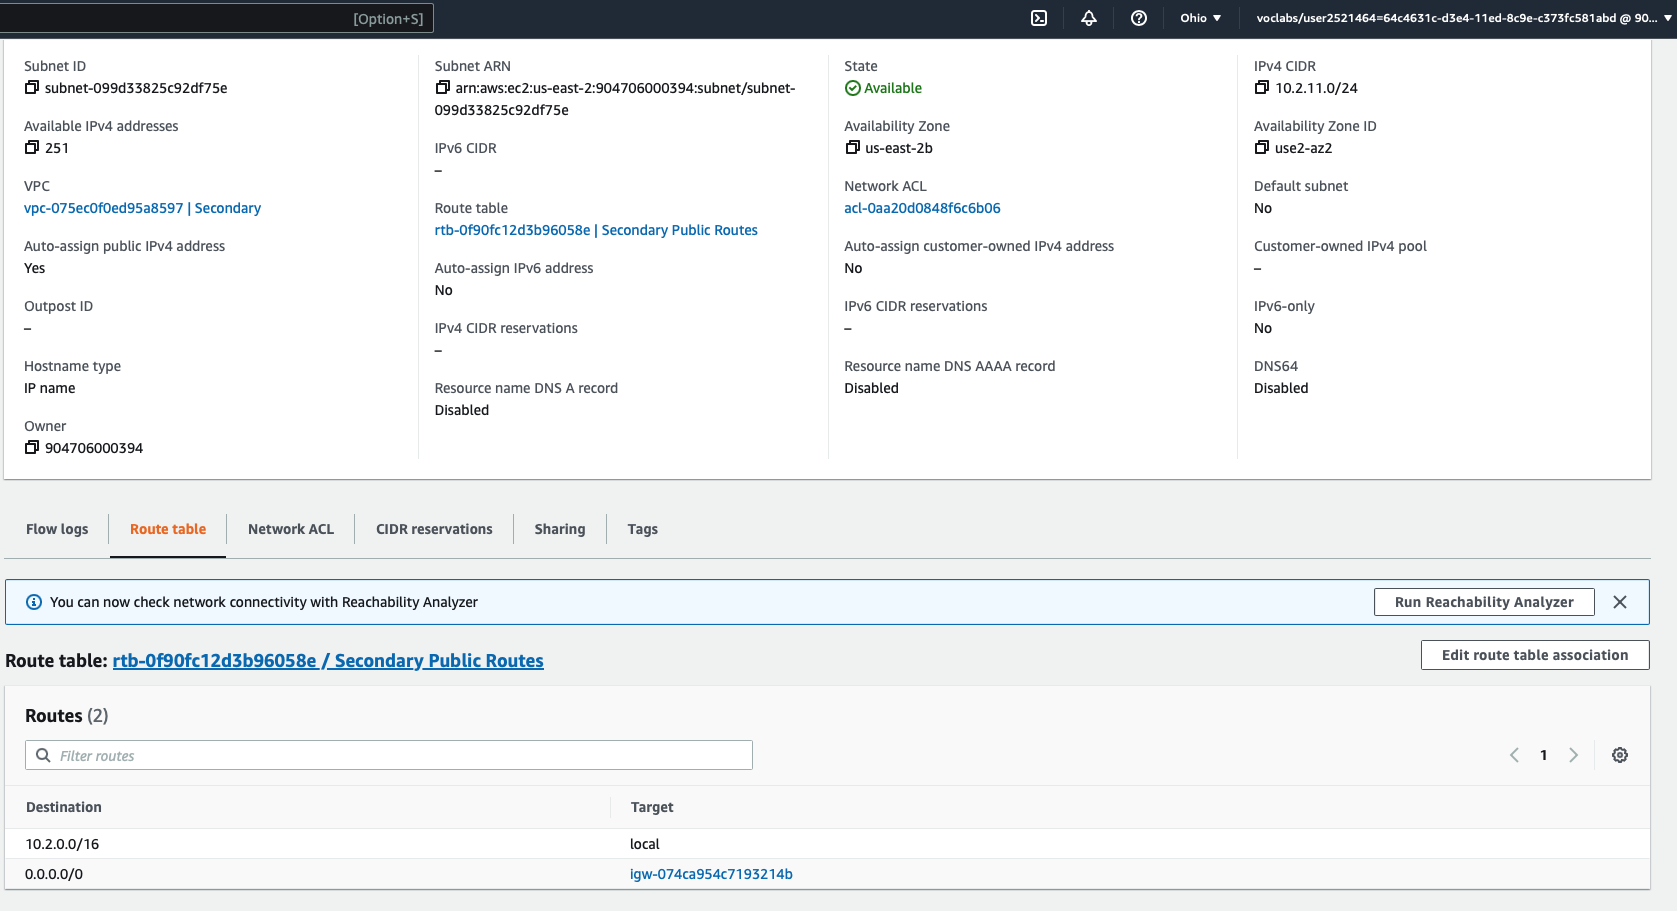 [Option+S]
Ohio
voclabs/user2521464=64c4631c-d3e4-11ed-8c9e-c373fc581abd @ 90...
Subnet ID
subnet-099d33825c92df75e
Available IPv4 addresses
251
VPC
vpc-075ec0f0ed95a8597 | Secondary
Auto-assign public IPv4 address
Yes
Outpost ID
–
Hostname type
IP name
Owner
904706000394
Subnet ARN
arn:aws:ec2:us-east-2:904706000394:subnet/subnet-
099d33825c92df75e
IPv6 CIDR
–
Route table
rtb-0f90fc12d3b96058e | Secondary Public Routes
Auto-assign IPv6 address
No
IPv4 CIDR reservations
–
Resource name DNS A record
Disabled
State
Available
Availability Zone
us-east-2b
Network ACL
acl-0aa20d0848f6c6b06
Auto-assign customer-owned IPv4 address
No
IPv6 CIDR reservations
–
Resource name DNS AAAA record
Disabled
IPv4 CIDR
10.2.11.0/24
Availability Zone ID
use2-az2
Default subnet
No
Customer-owned IPv4 pool
–
IPv6-only
No
DNS64
Disabled
Flow logs
Route table
Network ACL
CIDR reservations
Sharing
Tags
You can now check network connectivity with Reachability Analyzer
Run Reachability Analyzer
Route table: rtb-0f90fc12d3b96058e / Secondary Public Routes
Edit route table association
Routes (2)
Filter routes
1
Destination Target
10.2.0.0/16 local
0.0.0.0/0 igw-074ca954c7193214b